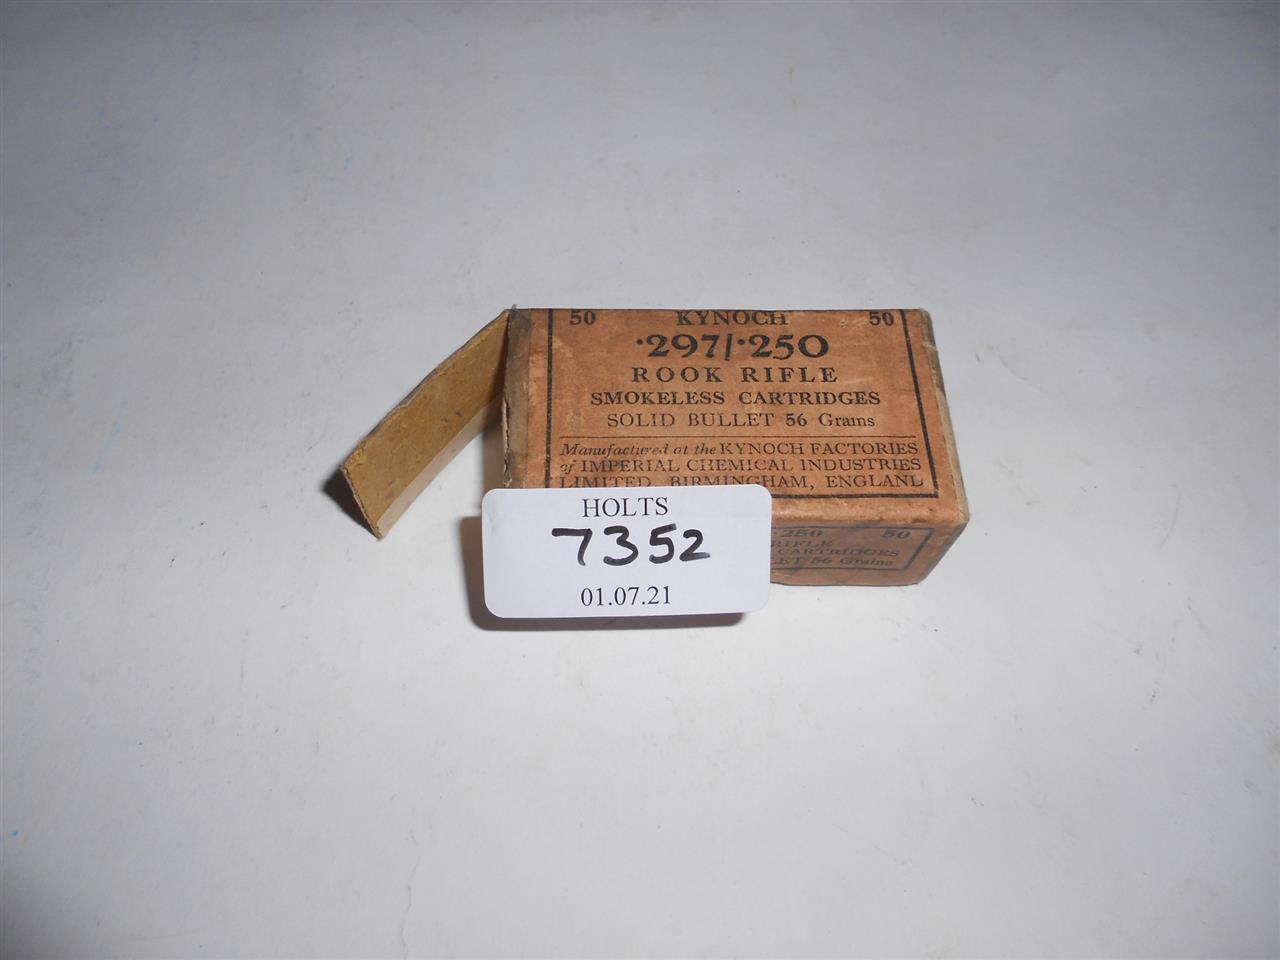 50 KYNOCH 50
·297/·250
ROOK RIFLE
SMOKELESS CARTRIDGES
SOLID BULLET 56 Grains
Manufactured at the KYNOCH FACTORIES
of IMPERIAL CHEMICAL INDUSTRIES
LIMITED, BIRMINGHAM, ENGLAND
HOLTS
7352
01.07.21
·250 50
RIFLE
CARTRIDGES
LET 56 Grains